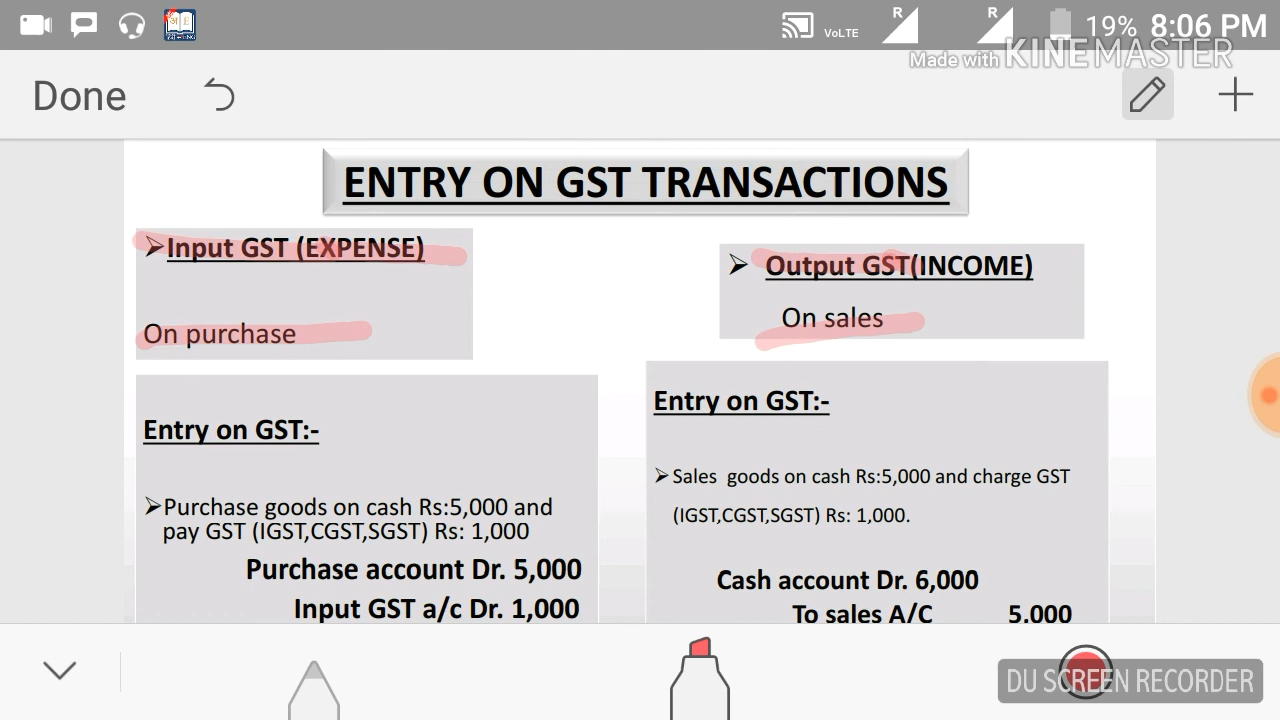 VoLTE R R 19% 8:06 PM
Made with KINEMASTER
Done
ENTRY ON GST TRANSACTIONS
➢Input GST (EXPENSE)
On purchase
➢ Output GST(INCOME)
On sales
Entry on GST:-
➢Purchase goods on cash Rs:5,000 and
pay GST (IGST,CGST,SGST) Rs: 1,000
Purchase account Dr. 5,000
Input GST a/c Dr. 1,000
Entry on GST:-
➢Sales goods on cash Rs:5,000 and charge GST
(IGST,CGST,SGST) Rs: 1,000.
Cash account Dr. 6,000
To sales A/C 5,000
DU SCREEN RECORDER